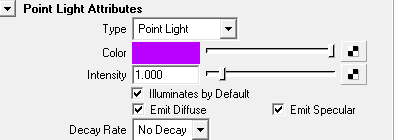 Point Light Attributes
Type Point Light
Color
Intensity 1.000
Illuminates by Default
Emit Diffuse Emit Specular
Decay Rate No Decay